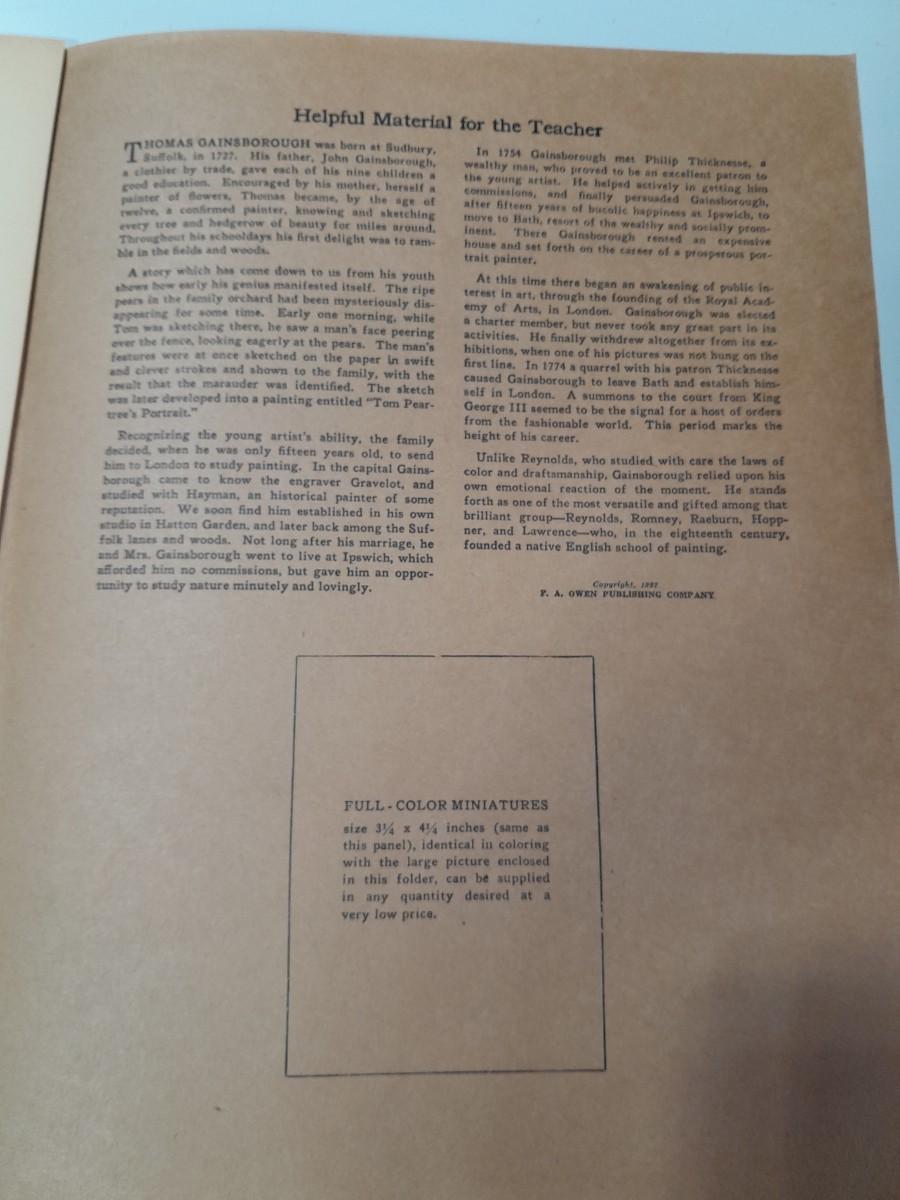 Helpful Material for the Teacher
THOMAS GAINSBOROUGH was born at Sudbury,
Suffolk, in 1727. His father, John Gainsborough,
a clothier by trade, gave each of his nine children a
good education. Encouraged by his mother, herself a
painter of flowers, Thomas became, by the age of
twelve, a confirmed painter, knowing and sketching
every tree and hedgerow of beauty for miles around.
Throughout his schooldays his first delight was to ram-
ble in the fields and woods.
A story which has come down to us from his youth
shows how early his genius manifested itself. The ripe
pears in the family orchard had been mysteriously dis-
appearing for some time. Early one morning, while
Tom was sketching there, he saw a man's face peering
over the fence, looking eagerly at the pears. The man's
features were at once sketched on the paper in swift
and clever strokes and shown to the family, with the
result that the marauder was identified. The sketch
was later developed into a painting entitled "Tom Pear-
tree's Portrait."
Recognizing the young artist's ability, the family
decided, when he was only fifteen years old, to send
him to London to study painting. In the capital Gains-
borough came to know the engraver Gravelot, and
studied with Hayman, an historical painter of some
reputation. We soon find him established in his own
studio in Hatton Garden, and later back among the Suf-
folk lanes and woods. Not long after his marriage, he
and Mrs. Gainsborough went to live at Ipswich, which
afforded him no commissions, but gave him an oppor-
tunity to study nature minutely and lovingly.
In 1754 Gainsborough met Philip Thicknesse, a
wealthy man, who proved to be an excellent patron to
the young artist. He helped actively in getting him
commissions, and finally persuaded Gainsborough,
after fifteen years of bucolic happiness at Ipswich, to
move to Bath, resort of the wealthy and socially prom-
inent. There Gainsborough rented an expensive
house and set forth on the career of a prosperous por-
trait painter.
At this time there began an awakening of public in-
terest in art, through the founding of the Royal Acad-
emy of Arts, in London. Gainsborough was elected
a charter member, but never took any great part in its
activities. He finally withdrew altogether from its ex-
hibitions, when one of his pictures was not hung on the
first line. In 1774 a quarrel with his patron Thicknesse
caused Gainsborough to leave Bath and establish him-
self in London. A summons to the court from King
George III seemed to be the signal for a host of orders
from the fashionable world. This period marks the
height of his career.
Unlike Reynolds, who studied with care the laws of
color and draftsmanship, Gainsborough relied upon his
own emotional reaction of the moment. He stands
forth as one of the most versatile and gifted among that
brilliant group—Reynolds, Romney, Raeburn, Hopp-
ner, and Lawrence—who, in the eighteenth century,
founded a native English school of painting.
Copyright, 1937
F. A. OWEN PUBLISHING COMPANY
FULL-COLOR MINIATURES
size 3¼ x 4¼ inches (same as
this panel), identical in coloring
with the large picture enclosed
in this folder, can be supplied
in any quantity desired at a
very low price.